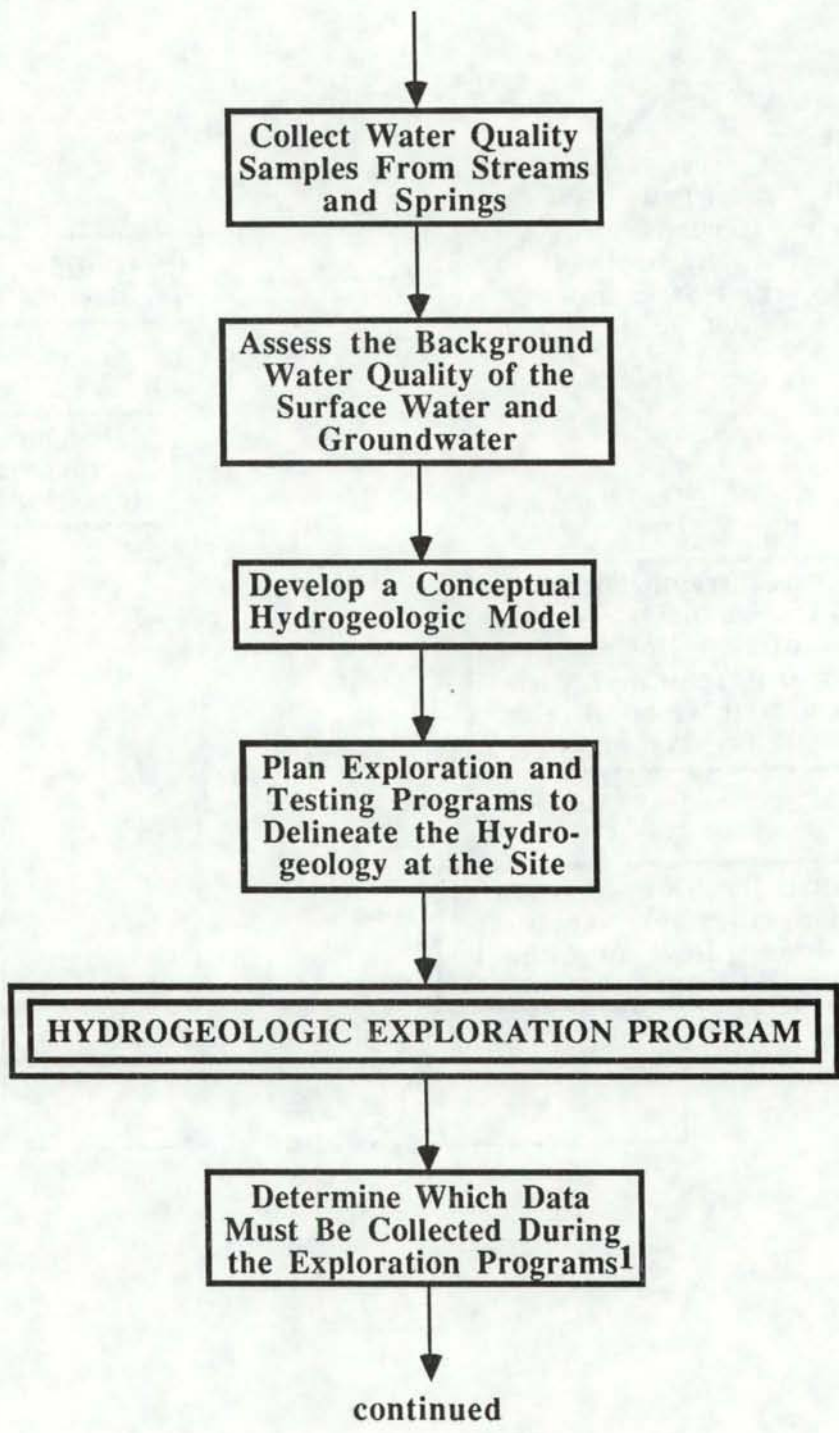 Collect Water Quality
Samples From Streams
and Springs
Assess the Background
Water Quality of the
Surface Water and
Groundwater
Develop a Conceptual
Hydrogeologic Model
Plan Exploration and
Testing Programs to
Delineate the Hydro-
geology at the Site
HYDROGEOLOGIC EXPLORATION PROGRAM
Determine Which Data
Must Be Collected During
the Exploration Programs1
continued